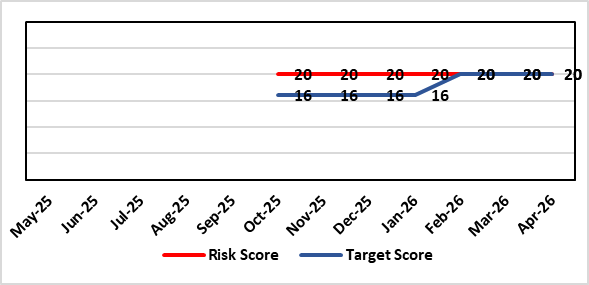 20 20 20 20 20 20 20
16 16 16 16
May-25 Jun-25 Jul-25 Aug-25 Sep-25 Oct-25 Nov-25 Dec-25 Jan-26 Feb-26 Mar-26 Apr-26
Risk Score Target Score